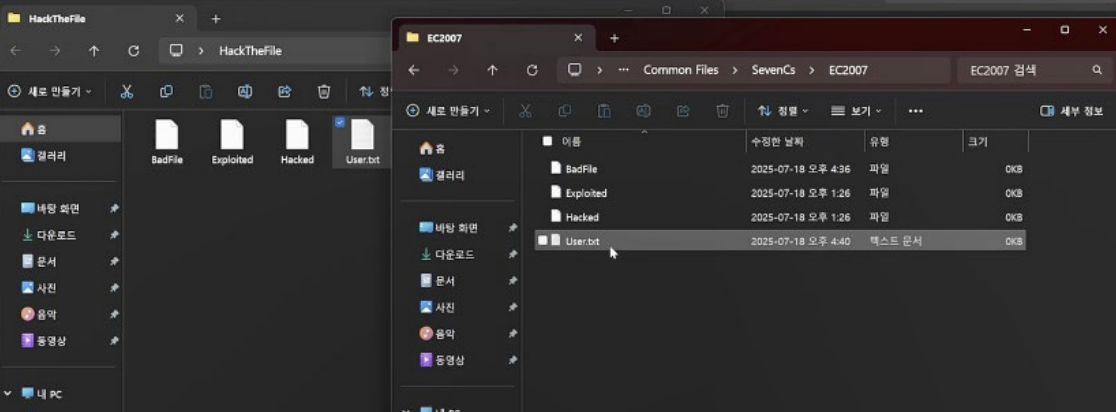 HackTheFile
HackTheFile
새로 만들기
홈
갤러리
바탕 화면
다운로드
문서
사진
음악
동영상
내 PC
BadFile
Exploited
Hacked
User.txt
EC2007
... Common Files > SevenCs > EC2007
EC2007 검색
새로 만들기
정렬
보기
세부 정보
홈
갤러리
바탕 화면
다운로드
문서
사진
음악
동영상
이름 수정한 날짜 유형 크기
BadFile 2025-07-18 오후 4:36 파일 0KB
Exploited 2025-07-18 오후 1:26 파일 0KB
Hacked 2025-07-18 오후 1:26 파일 0KB
User.txt 2025-07-18 오후 4:40 텍스트 문서 0KB